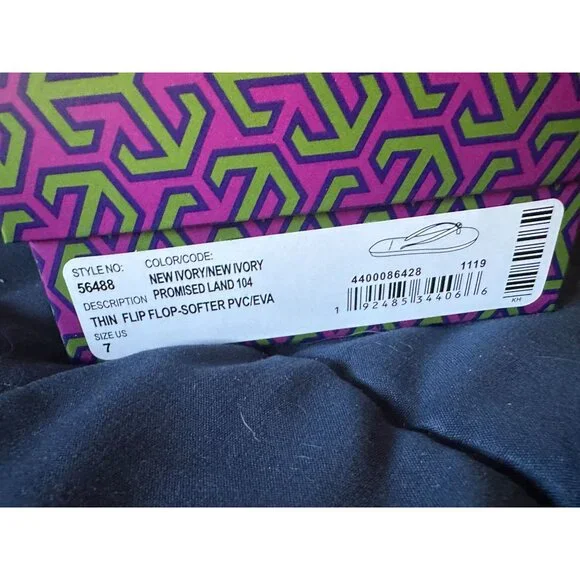 STYLE NO: COLOR/CODE:
56488 NEW IVORY/NEW IVORY
DESCRIPTION PROMISED LAND 104
THIN FLIP FLOP-SOFTER PVC/EVA
SIZE US
7
4400086428 1119
1 92485 34406 6
KH